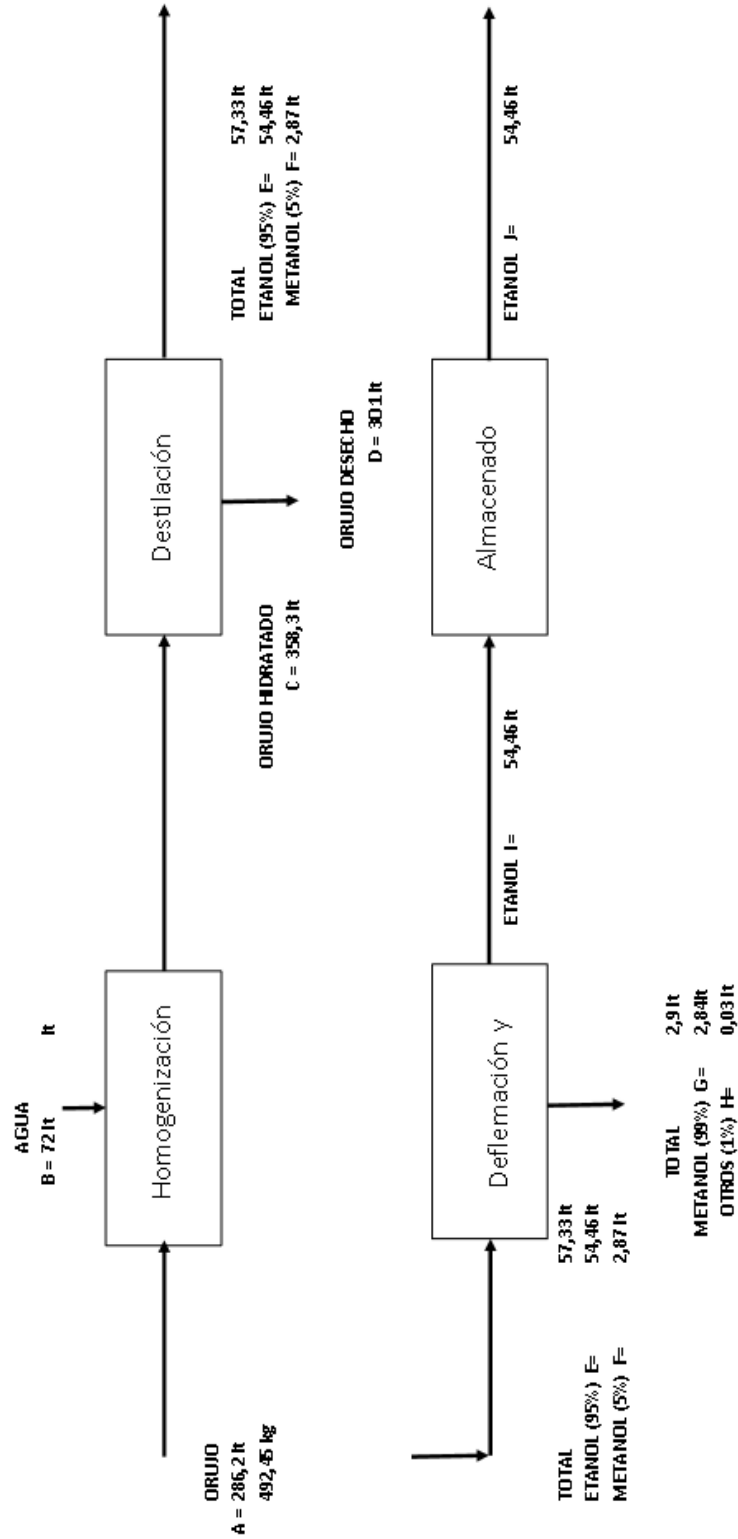 AGUA
B = 72 lt lt
ORUJO
A = 286,2 lt
492,45 kg
Homogenización
ORUJO HIDRATADO
C = 358,3 lt
Destilación
ORUJO DESECHO
D = 301 lt
TOTAL 57,33 lt
ETANOL (95%) E= 54,46 lt
METANOL (5%) F= 2,87 lt
TOTAL 57,33 lt
ETANOL (95%) E= 54,46 lt
METANOL (5%) F= 2,87 lt
Deflemación y
TOTAL 2,9 lt
METANOL (99%) G= 2,84lt
OTROS (1%) H= 0,03 lt
ETANOL I= 54,46 lt
Almacenado
ETANOL J= 54,46 lt